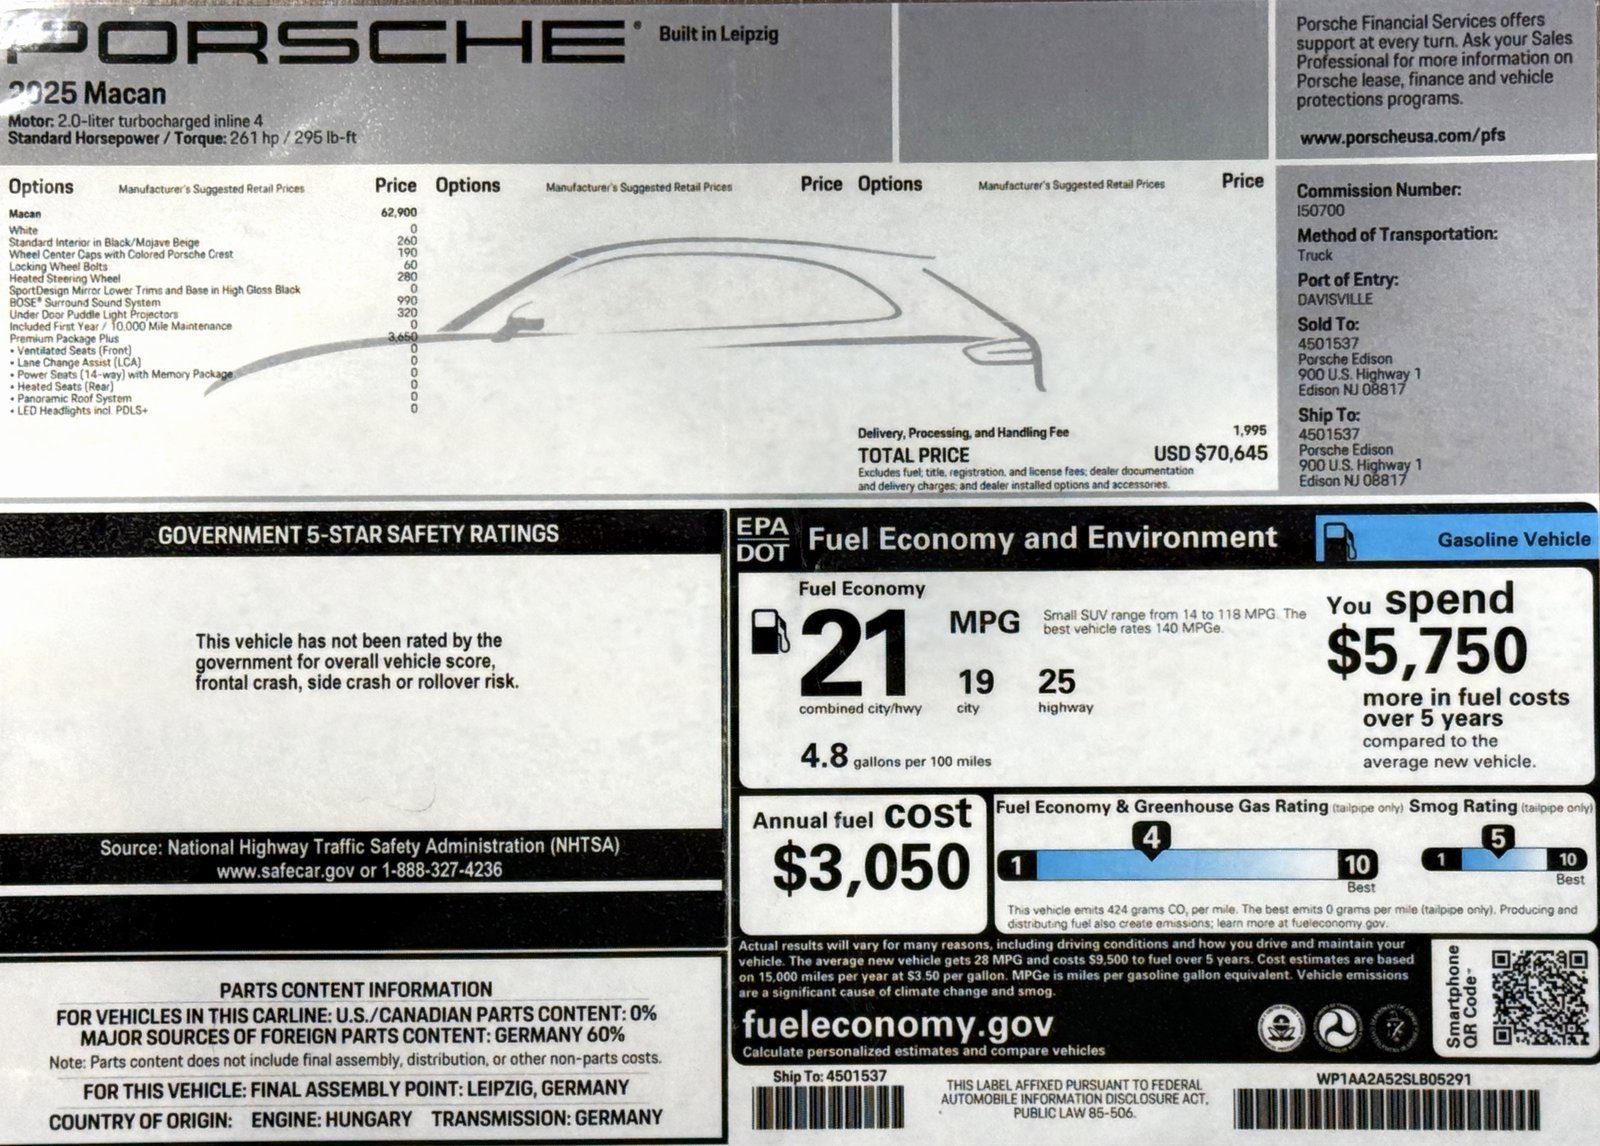 PORSCHE®
Built in Leipzig
2025 Macan
Motor: 2.0-liter turbocharged inline 4
Standard Horsepower / Torque: 261 hp / 295 lb-ft
Porsche Financial Services offers
support at every turn. Ask your Sales
Professional for more information on
Porsche lease, finance and vehicle
protections programs.
www.porscheusa.com/pfs
Options Manufacturer's Suggested Retail Prices Price Options Manufacturer's Suggested Retail Prices Price Options Manufacturer's Suggested Retail Prices Price
Macan 62,900
White 0
Standard Interior in Black/Mojave Beige 260
Wheel Center Caps with Colored Porsche Crest 190
Locking Wheel Bolts 60
Heated Steering Wheel 280
SportDesign Mirror Lower Trims and Base in High Gloss Black 0
BOSE® Surround Sound System 990
Under Door Puddle Light Projectors 320
Included First Year / 10,000 Mile Maintenance 0
Premium Package Plus 3,650
• Ventilated Seats (Front) 0
• Lane Change Assist (LCA) 0
• Power Seats (14-way) with Memory Package 0
• Heated Seats (Rear) 0
• Panoramic Roof System 0
• LED Headlights incl. PDLS+ 0
Delivery, Processing, and Handling Fee 1,995
TOTAL PRICE USD $70,645
Excludes fuel; title, registration, and license fees; dealer documentation
and delivery charges; and dealer installed options and accessories.
Commission Number:
I50700
Method of Transportation:
Truck
Port of Entry:
DAVISVILLE
Sold To:
4501537
Porsche Edison
900 U.S. Highway 1
Edison NJ 08817
Ship To:
4501537
Porsche Edison
900 U.S. Highway 1
Edison NJ 08817
GOVERNMENT 5-STAR SAFETY RATINGS
This vehicle has not been rated by the
government for overall vehicle score,
frontal crash, side crash or rollover risk.
Source: National Highway Traffic Safety Administration (NHTSA)
www.safecar.gov or 1-888-327-4236
PARTS CONTENT INFORMATION
FOR VEHICLES IN THIS CARLINE: U.S./CANADIAN PARTS CONTENT: 0%
MAJOR SOURCES OF FOREIGN PARTS CONTENT: GERMANY 60%
Note: Parts content does not include final assembly, distribution, or other non-parts costs.
FOR THIS VEHICLE: FINAL ASSEMBLY POINT: LEIPZIG, GERMANY
COUNTRY OF ORIGIN: ENGINE: HUNGARY TRANSMISSION: GERMANY
EPA
DOT
Fuel Economy and Environment
Gasoline Vehicle
Fuel Economy
21
MPG
Small SUV range from 14 to 118 MPG. The
best vehicle rates 140 MPGe.
19 25
combined city/hwy city highway
4.8 gallons per 100 miles
You spend
$5,750
more in fuel costs
over 5 years
compared to the
average new vehicle.
Annual fuel cost
$3,050
Fuel Economy & Greenhouse Gas Rating (tailpipe only) Smog Rating (tailpipe only)
4
1 10
Best
5
1 10
Best
This vehicle emits 424 grams CO2 per mile. The best emits 0 grams per mile (tailpipe only). Producing and
distributing fuel also create emissions; learn more at fueleconomy.gov.
Actual results will vary for many reasons, including driving conditions and how you drive and maintain your
vehicle. The average new vehicle gets 28 MPG and costs $9,500 to fuel over 5 years. Cost estimates are based
on 15,000 miles per year at $3.50 per gallon. MPGe is miles per gasoline gallon equivalent. Vehicle emissions
are a significant cause of climate change and smog.
fueleconomy.gov
Calculate personalized estimates and compare vehicles
Smartphone
QR Code™
Ship To: 4501537
THIS LABEL AFFIXED PURSUANT TO FEDERAL
AUTOMOBILE INFORMATION DISCLOSURE ACT,
PUBLIC LAW 85-506.
WP1AA2A52SLB05291